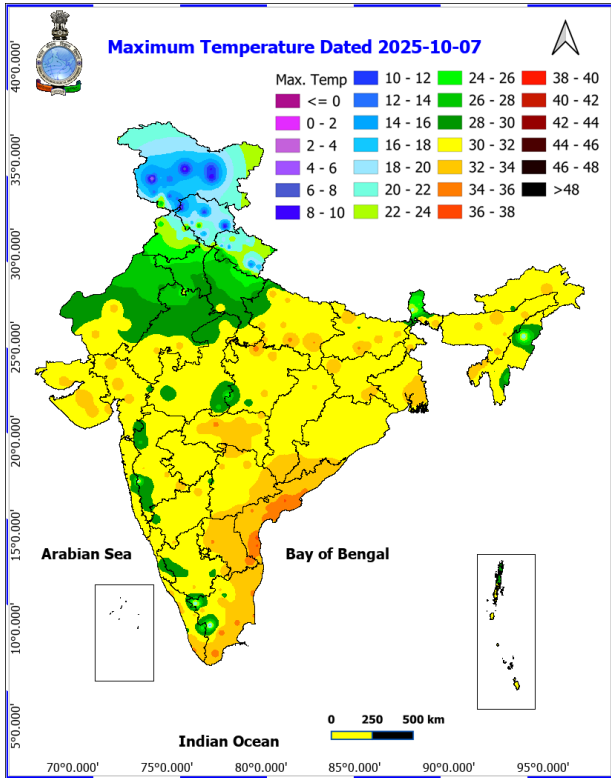 Maximum Temperature Dated 2025-10-07
Max. Temp
<= 0
0 - 2
2 - 4
4 - 6
6 - 8
8 - 10
10 - 12
12 - 14
14 - 16
16 - 18
18 - 20
20 - 22
22 - 24
24 - 26
26 - 28
28 - 30
30 - 32
32 - 34
34 - 36
36 - 38
38 - 40
40 - 42
42 - 44
44 - 46
46 - 48
>48
40°0.000'
35°0.000'
30°0.000'
25°0.000'
20°0.000'
15°0.000'
10°0.000'
5°0.000'
Arabian Sea
Bay of Bengal
Indian Ocean
0 250 500 km
70°0.000' 75°0.000' 80°0.000' 85°0.000' 90°0.000' 95°0.000'